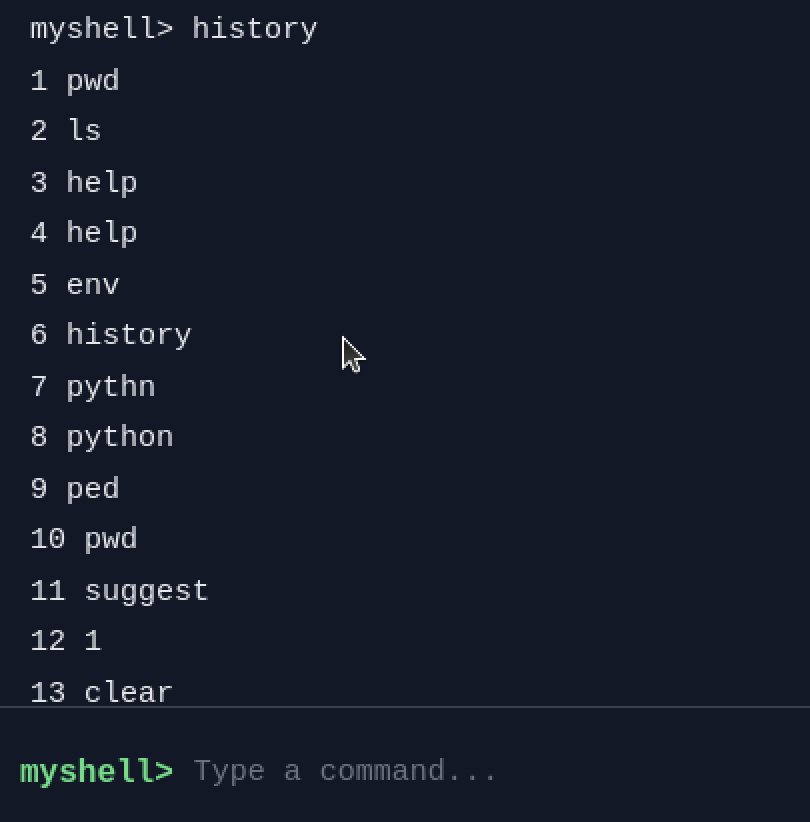 myshell> history
1 pwd
2 ls
3 help
4 help
5 env
6 history
7 pythn
8 python
9 ped
10 pwd
11 suggest
12 1
13 clear
myshell> Type a command...